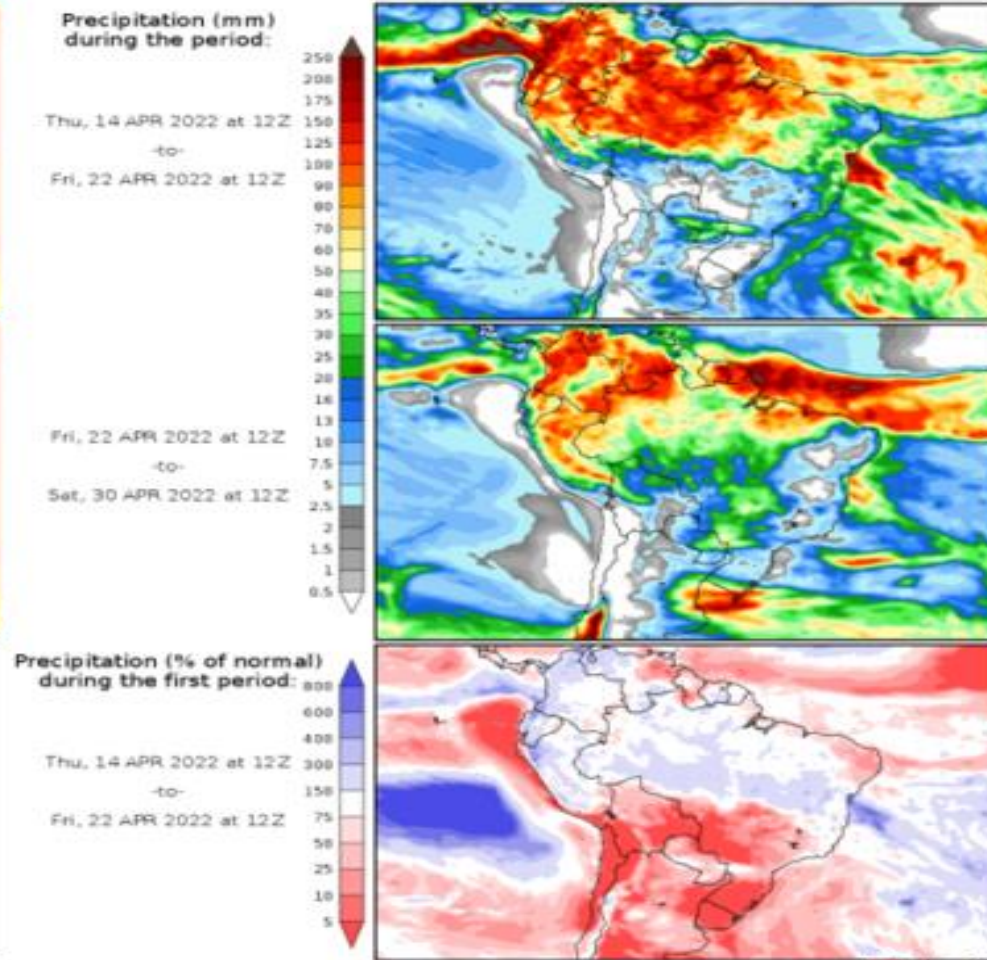 Precipitation (mm)
during the period:
Thu, 14 APR 2022 at 12Z
-to-
Fri, 22 APR 2022 at 12Z
Fri, 22 APR 2022 at 12Z
-to-
Sat, 30 APR 2022 at 12Z
250
200
175
150
125
100
90
80
70
60
50
40
35
30
25
20
16
13
10
7.5
5
2.5
2
1.5
1
0.5
Precipitation (% of normal)
during the first period:
Thu, 14 APR 2022 at 12Z
-to-
Fri, 22 APR 2022 at 12Z
800
600
400
300
150
75
50
25
10
5